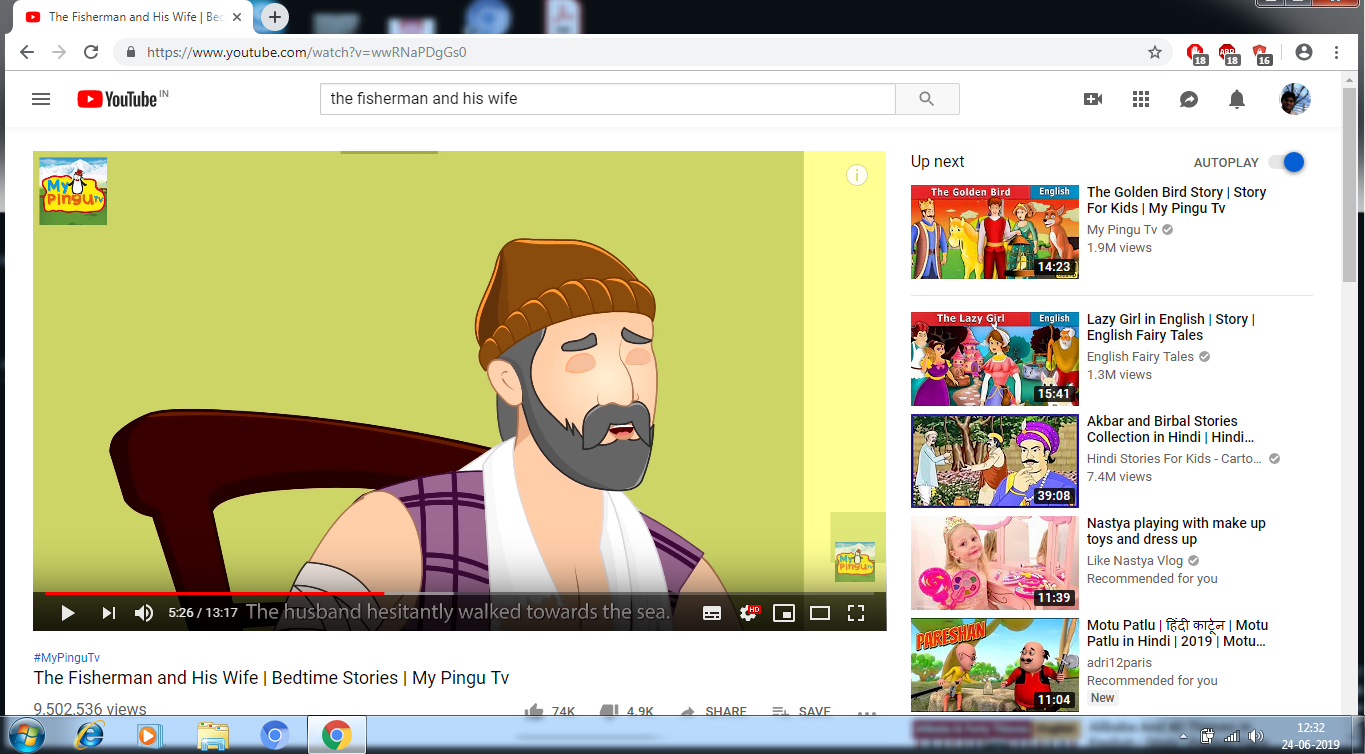 The Fisherman and His Wife | Bed
https://www.youtube.com/watch?v=wwRNaPDgGs0
18
ABP
18
16
YouTube IN
the fisherman and his wife
My
PINGU TV
i
5:26 / 13:17
The husband hesitantly walked towards the sea.
HD
My
PINGU TV
#MyPinguTv
The Fisherman and His Wife | Bedtime Stories | My Pingu Tv
9,502,536 views
74K
4.9K
SHARE
SAVE
Up next
AUTOPLAY
The Golden Bird
English
14:23
The Golden Bird Story | Story
For Kids | My Pingu Tv
My Pingu Tv
1.9M views
The Lazy Girl
English
15:41
Lazy Girl in English | Story |
English Fairy Tales
English Fairy Tales
1.3M views
39:08
Akbar and Birbal Stories
Collection in Hindi | Hindi...
Hindi Stories For Kids - Carto...
7.4M views
11:39
Nastya playing with make up
toys and dress up
Like Nastya Vlog
Recommended for you
PARESHAN
11:04
Motu Patlu | हिंदी कार्टून | Motu
Patlu in Hindi | 2019 | Motu...
adri12paris
Recommended for you
New
12:32
24-06-2019